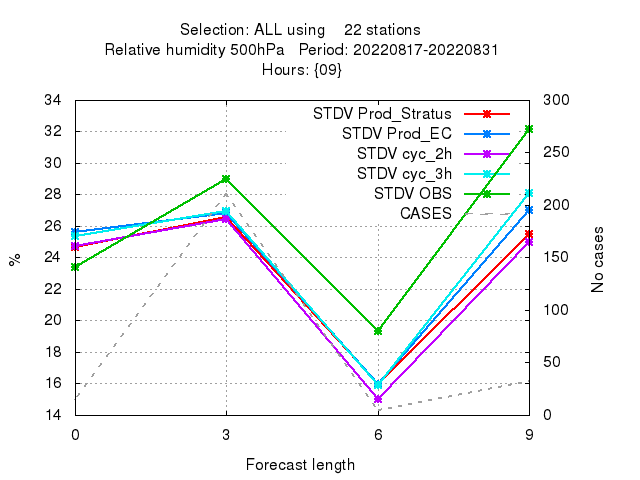 Selection: ALL using    22 stations
Relative humidity 500hPa   Period: 20220817-20220831
Hours: {09}
34
32
30
28
26
24
22
20
18
16
14
%
STDV Prod_Stratus
STDV Prod_EC
STDV cyc_2h
STDV cyc_3h
STDV OBS
CASES
300
250
200
150
100
50
0
No cases
0 3 6 9
Forecast length